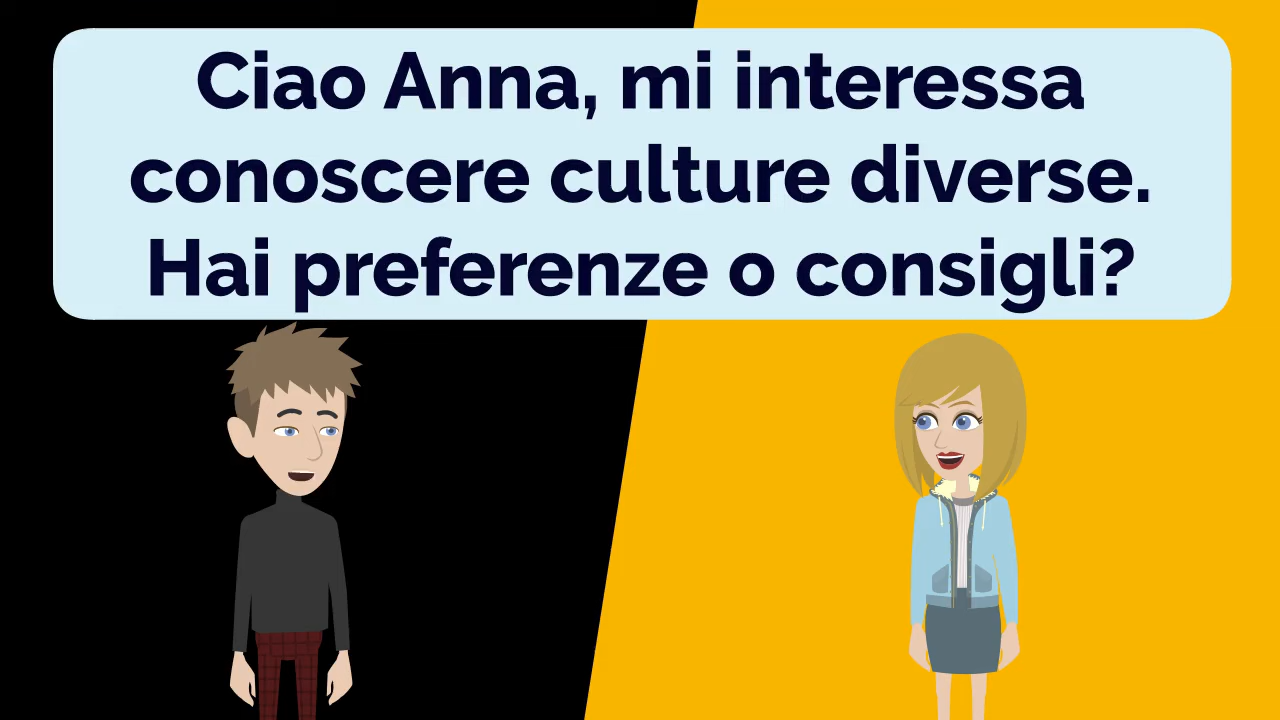 Ciao Anna, mi interessa
conoscere culture diverse.
Hai preferenze o consigli?